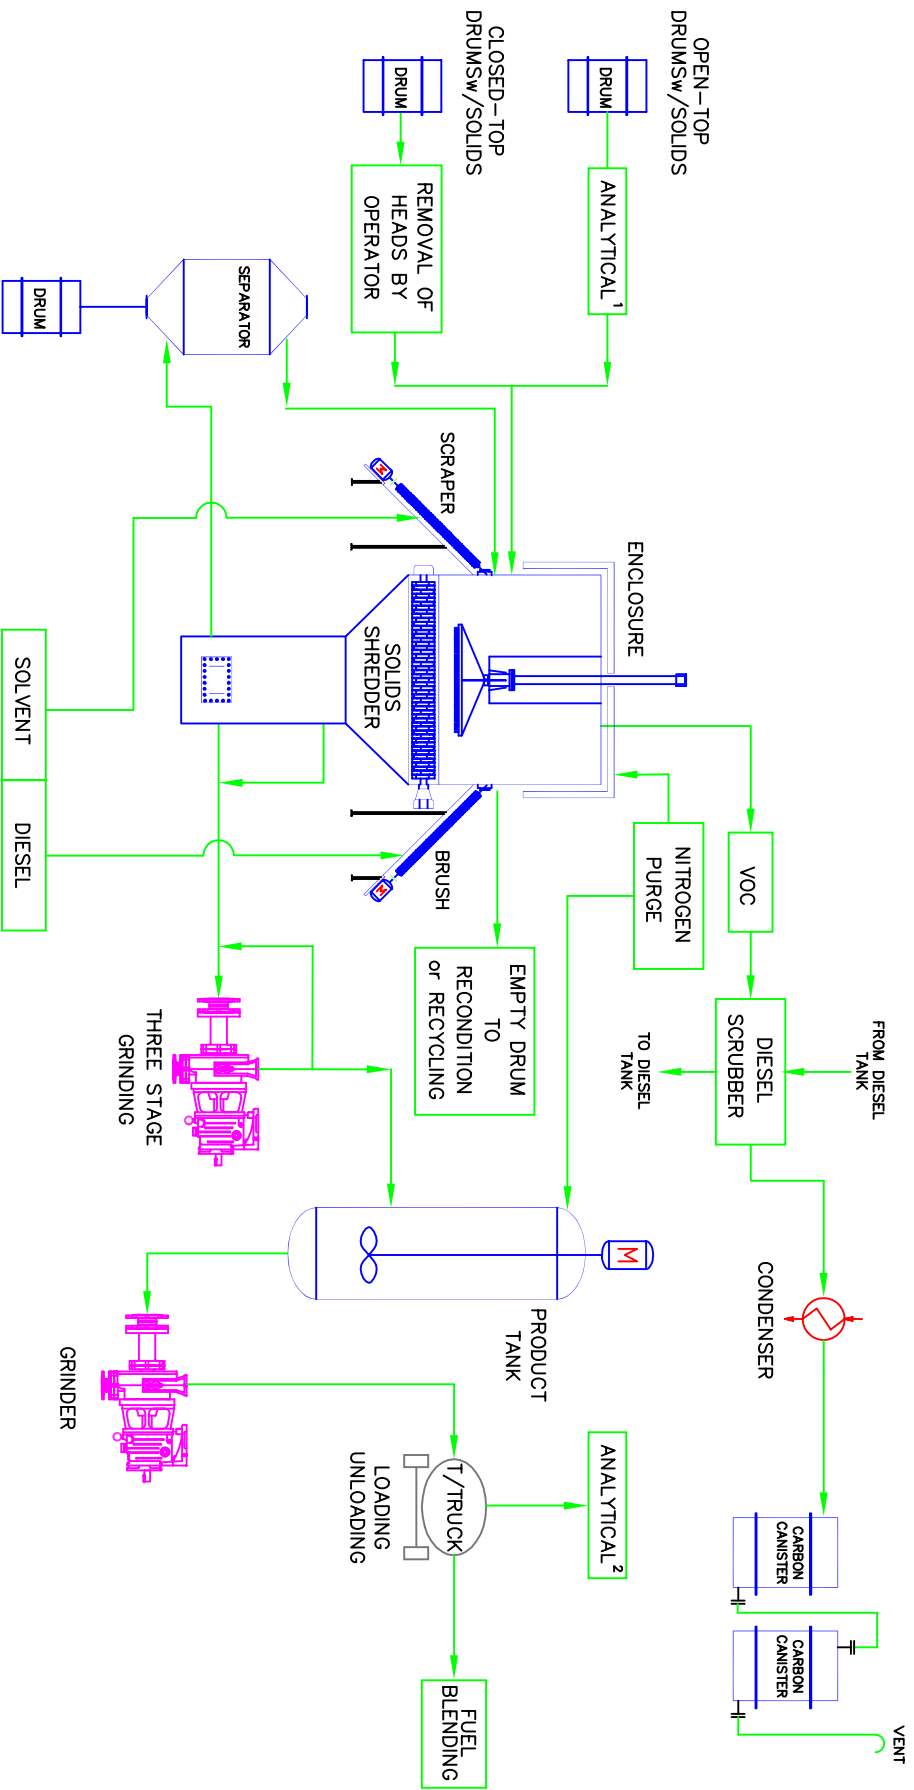 OPEN-TOP
DRUMSw/SOLIDS
DRUM
ANALYTICAL 1
CLOSED-TOP
DRUMSw/SOLIDS
DRUM
REMOVAL OF
HEADS BY
OPERATOR
SEPARATOR
DRUM
SCRAPER
M
ENCLOSURE
SOLIDS
SHREDDER
BRUSH
M
SOLVENT
DIESEL
NITROGEN
PURGE
VOC
FROM DIESEL
TANK
DIESEL
SCRUBBER
TO DIESEL
TANK
EMPTY DRUM
TO
RECONDITION
or RECYCLING
THREE STAGE
GRINDING
M
PRODUCT
TANK
CONDENSER
GRINDER
ANALYTICAL 2
T/TRUCK
LOADING
UNLOADING
FUEL
BLENDING
CARBON
CANISTER
CARBON
CANISTER
VENT